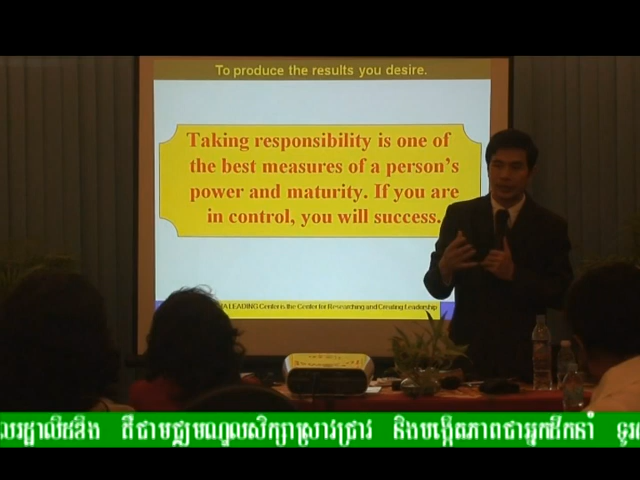 To produce the results you desire.
Taking responsibility is one of
the best measures of a person's
power and maturity. If you are
in control, you will success.
LEADING Center is the Center for Researching and Creating Leadership
គឺជាមជ្ឈមណ្ឌលសិក្សាស្រាវជ្រាវ និងបង្កើតភាពជាអ្នកដឹកនាំ